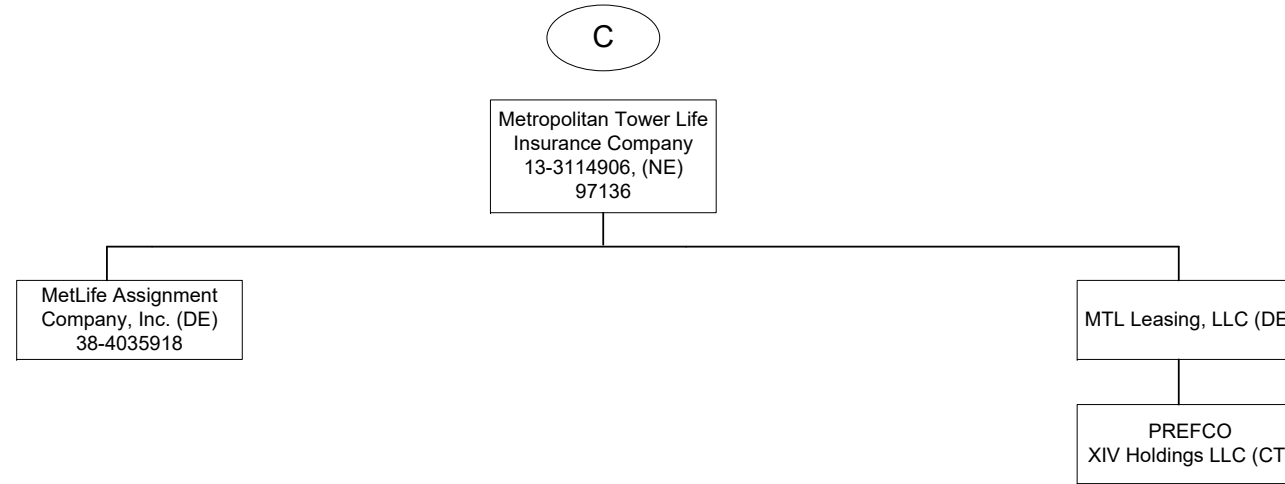 C
Metropolitan Tower Life
Insurance Company
13-3114906, (NE)
97136
MetLife Assignment
Company, Inc. (DE)
38-4035918
MTL Leasing, LLC (DE
PREFCO
XIV Holdings LLC (CT